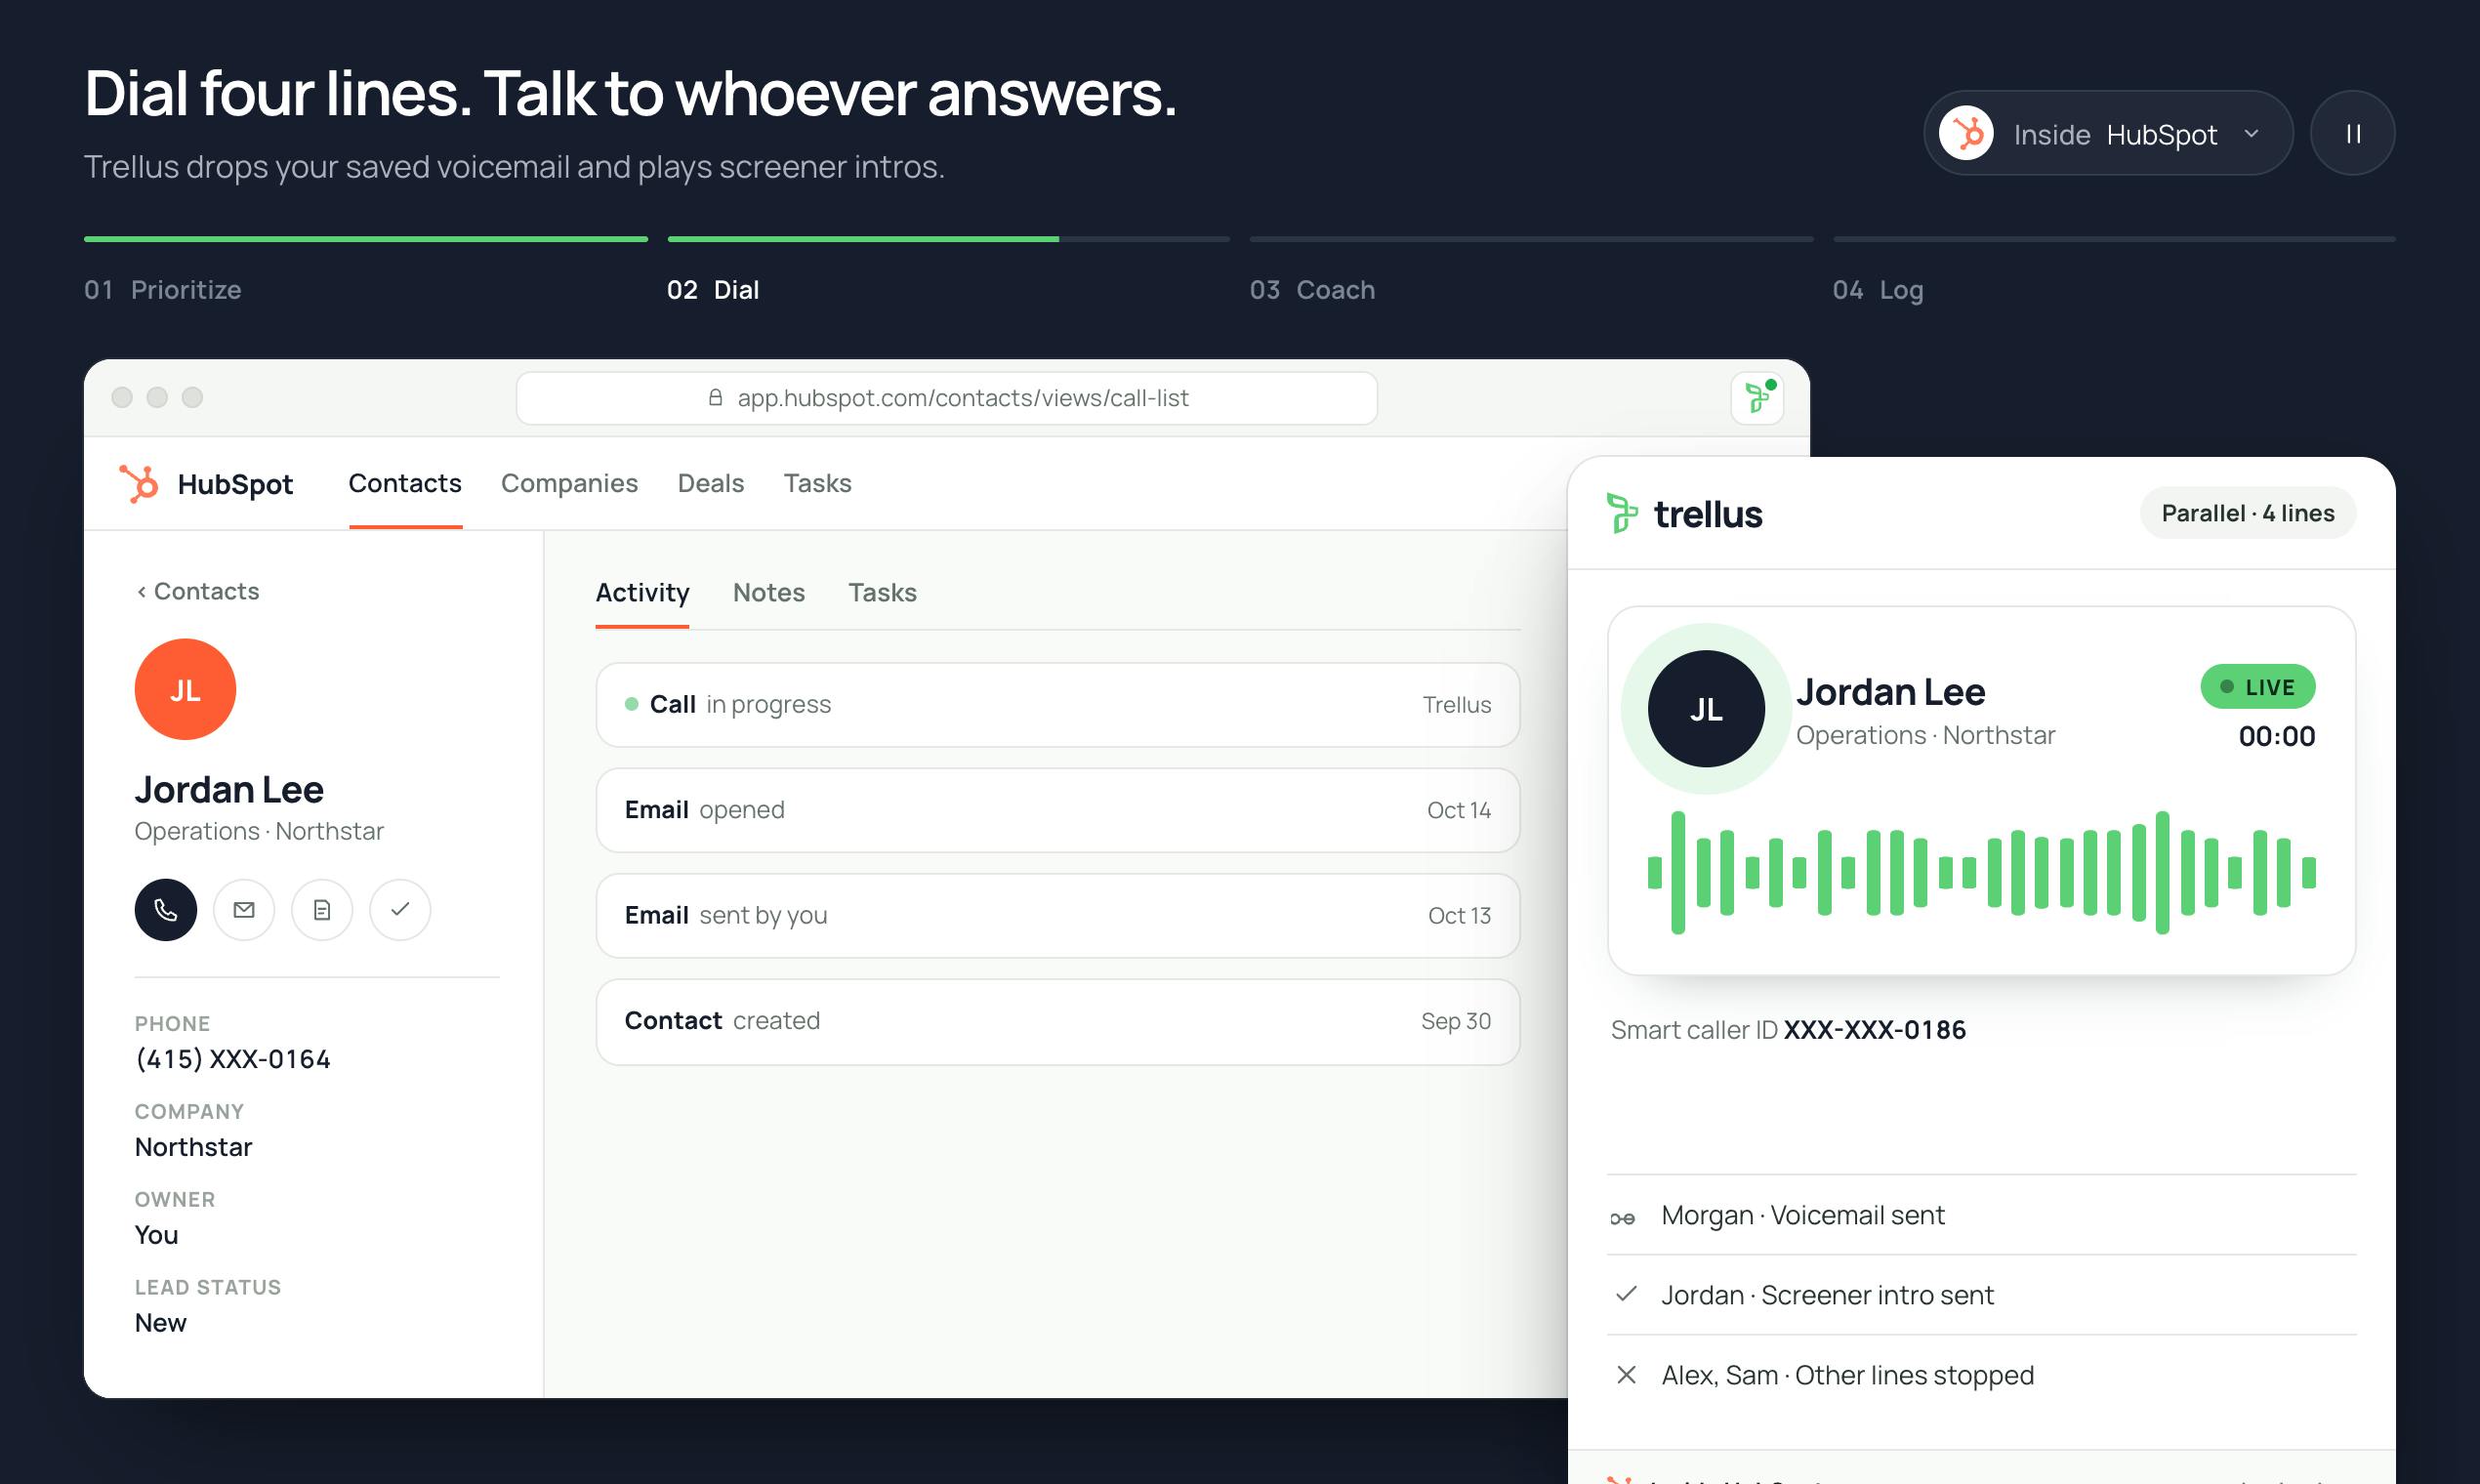 Dial four lines. Talk to whoever answers.
Trellus drops your saved voicemail and plays screener intros.
Inside HubSpot
01 Prioritize
02 Dial
03 Coach
04 Log
app.hubspot.com/contacts/views/call-list
HubSpot
Contacts Companies Deals Tasks
‹ Contacts
JL
Jordan Lee
Operations · Northstar
PHONE
(415) XXX-0164
COMPANY
Northstar
OWNER
You
LEAD STATUS
New
Activity Notes Tasks
Call in progress Trellus
Email opened Oct 14
Email sent by you Oct 13
Contact created Sep 30
trellus
Parallel · 4 lines
JL
Jordan Lee
Operations · Northstar
LIVE
00:00
Smart caller ID XXX-XXX-0186
Morgan · Voicemail sent
Jordan · Screener intro sent
Alex, Sam · Other lines stopped